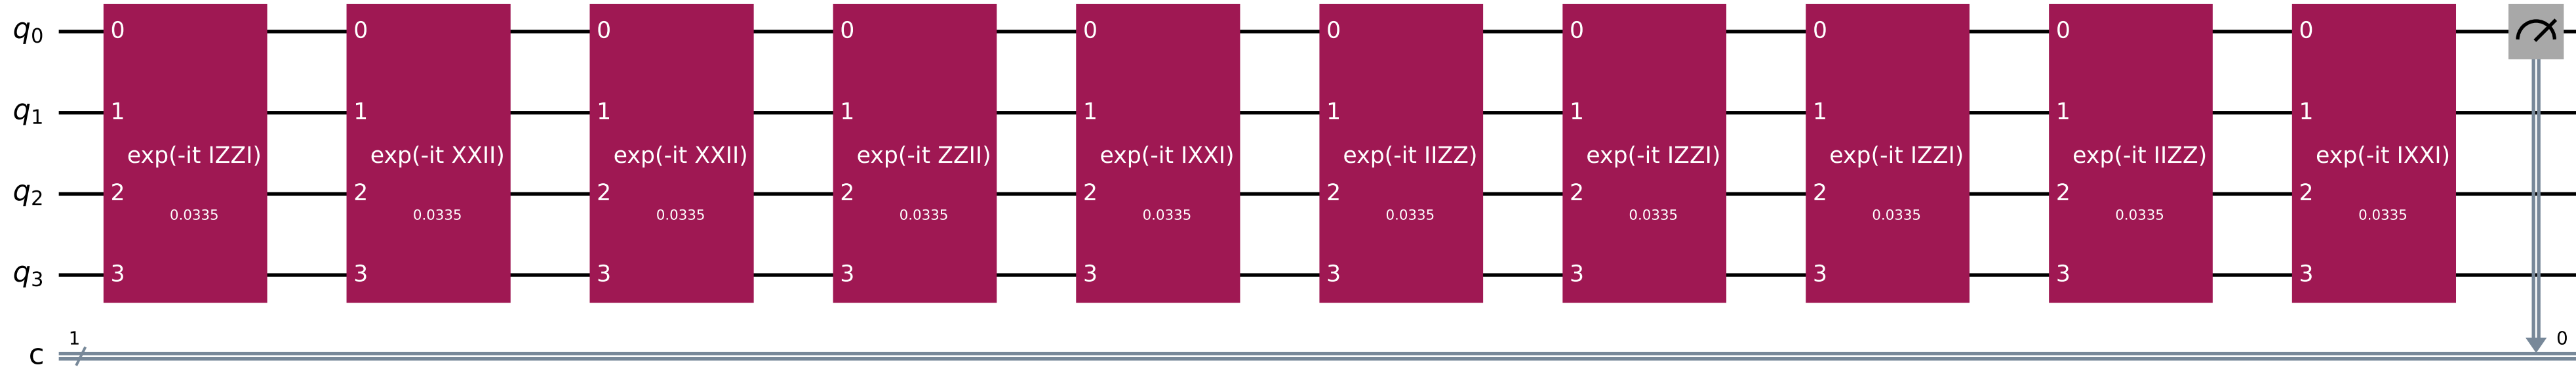 q0 0 0 0 0 0 0 0 0 0 0
q1 1 1 1 1 1 1 1 1 1 1
exp(-it IZZI) exp(-it XXII) exp(-it XXII) exp(-it ZZII) exp(-it IXXI) exp(-it IIZZ) exp(-it IZZI) exp(-it IZZI) exp(-it IIZZ) exp(-it IXXI)
q2 2 2 2 2 2 2 2 2 2 2
0.0335 0.0335 0.0335 0.0335 0.0335 0.0335 0.0335 0.0335 0.0335 0.0335
q3 3 3 3 3 3 3 3 3 3 3
1 0
c